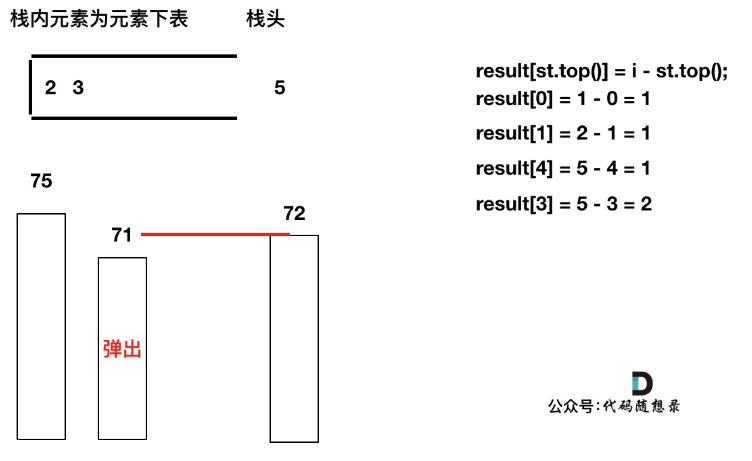 栈内元素为元素下表
栈头
2 3
5
result[st.top()] = i - st.top();
result[0] = 1 - 0 = 1
result[1] = 2 - 1 = 1
result[4] = 5 - 4 = 1
result[3] = 5 - 3 = 2
75
71
72
弹出
D
公众号:代码随想录